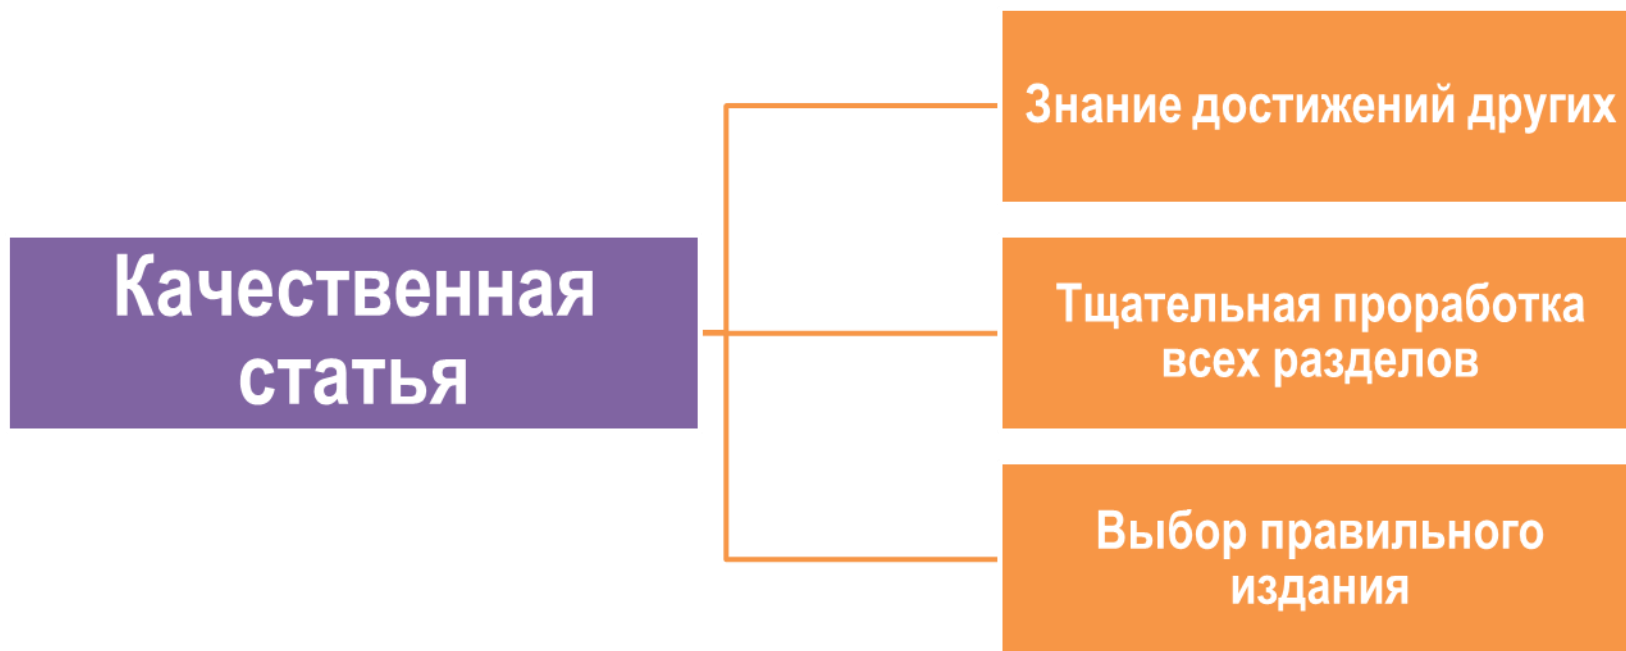 Качественная
статья
Знание достижений других
Тщательная проработка
всех разделов
Выбор правильного
издания